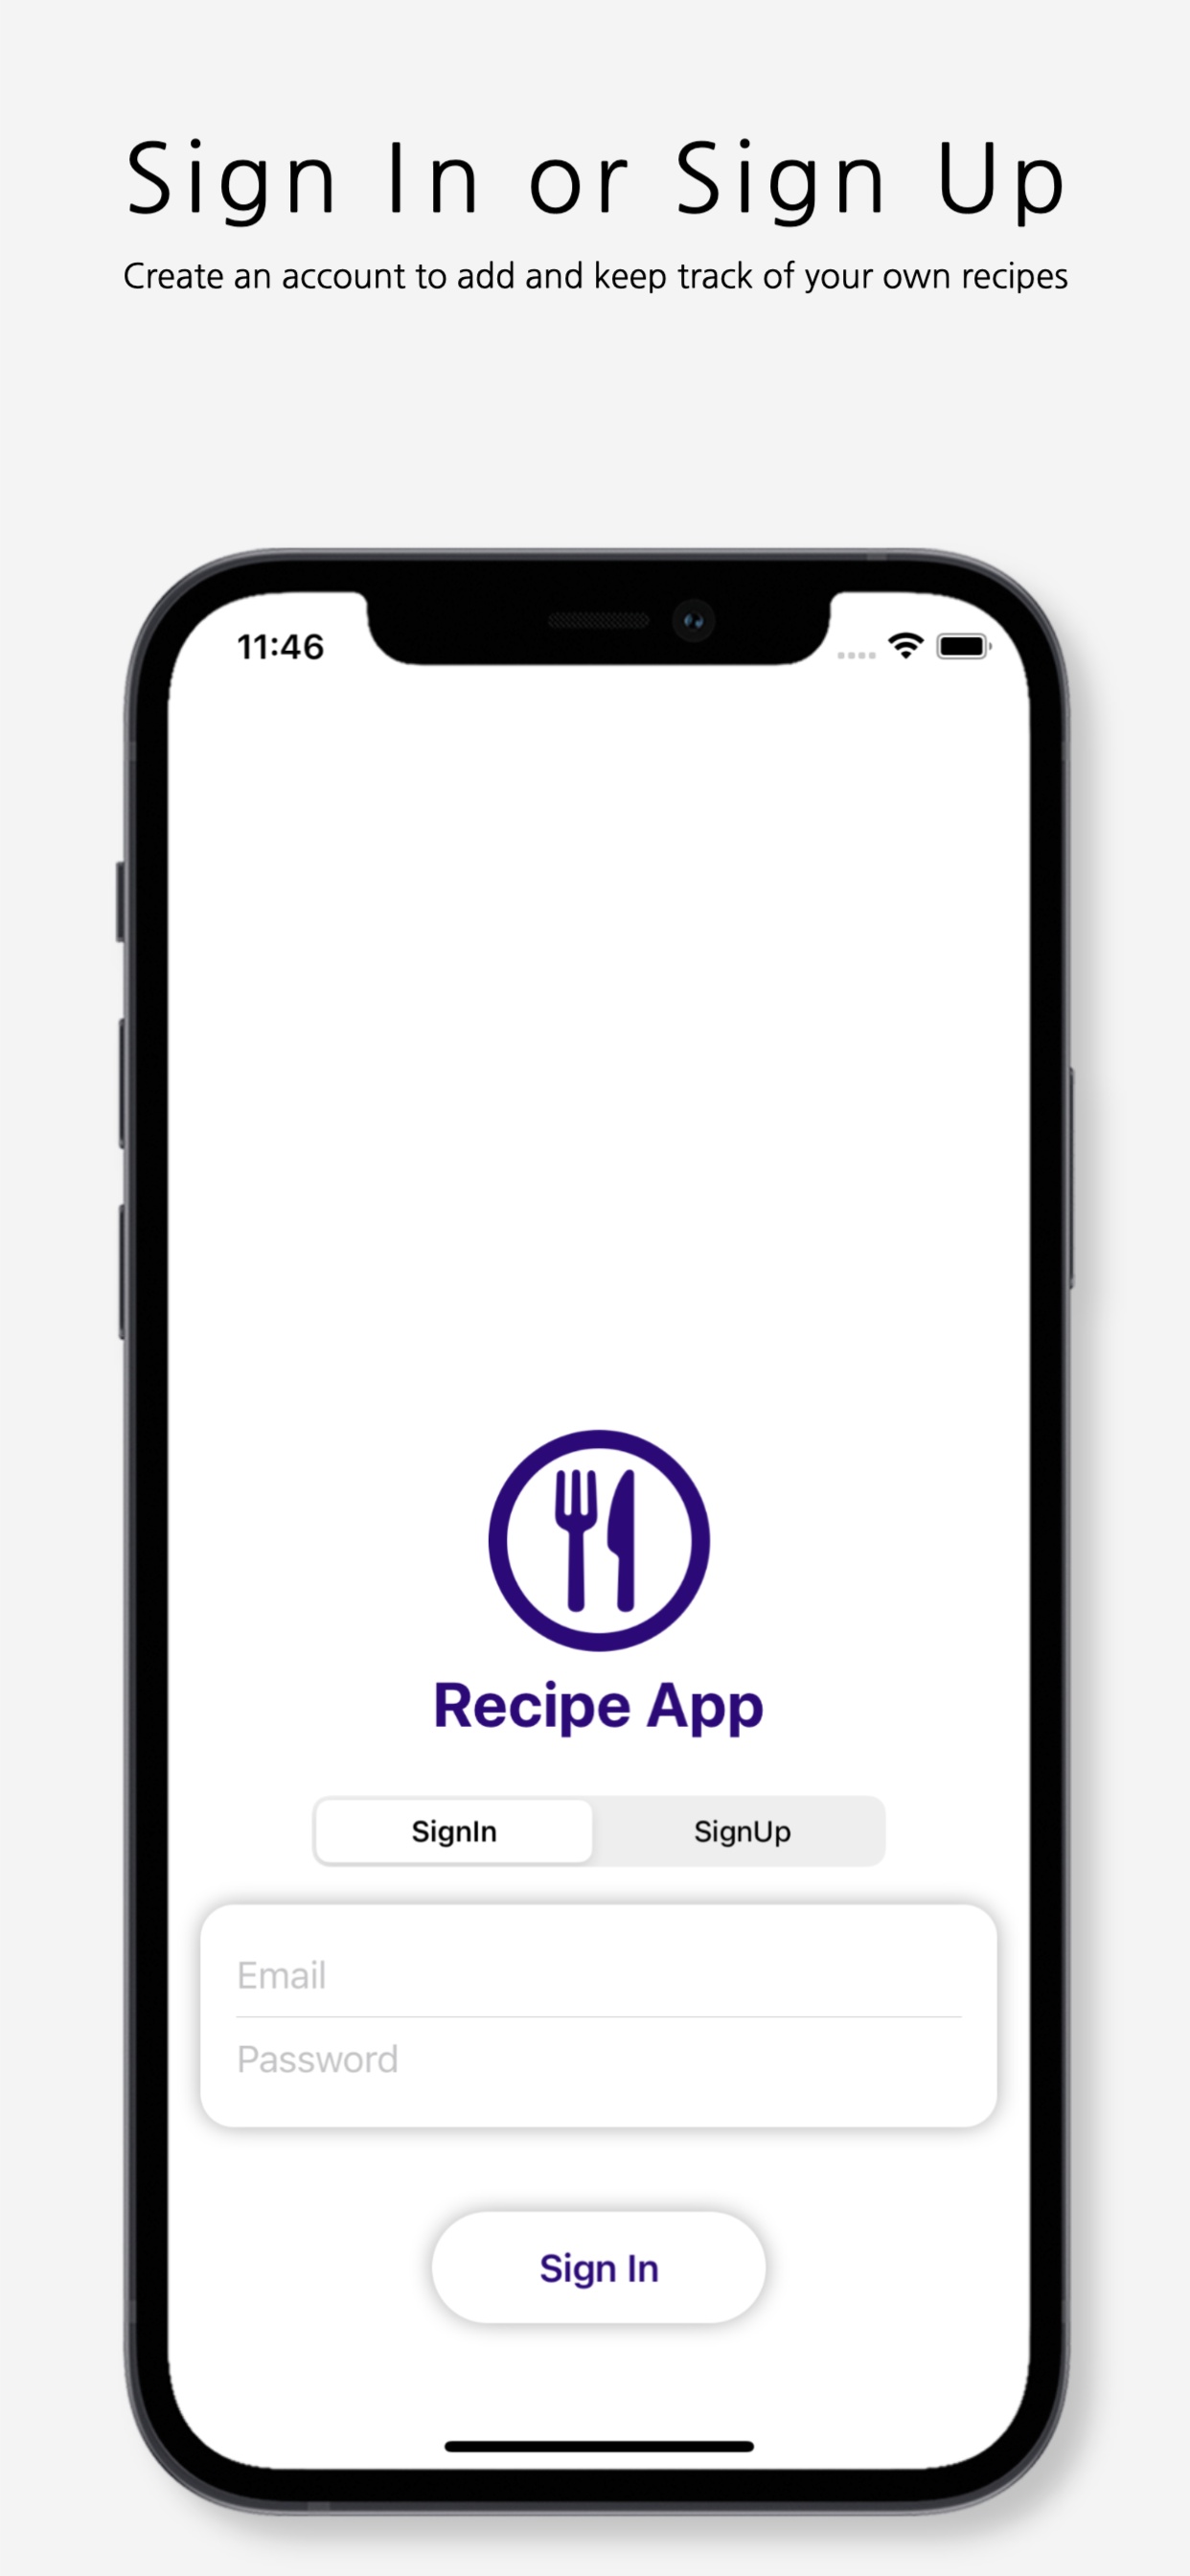 Sign In or Sign Up
Create an account to add and keep track of your own recipes
11:46
Recipe App
SignIn SignUp
Email
Password
Sign In